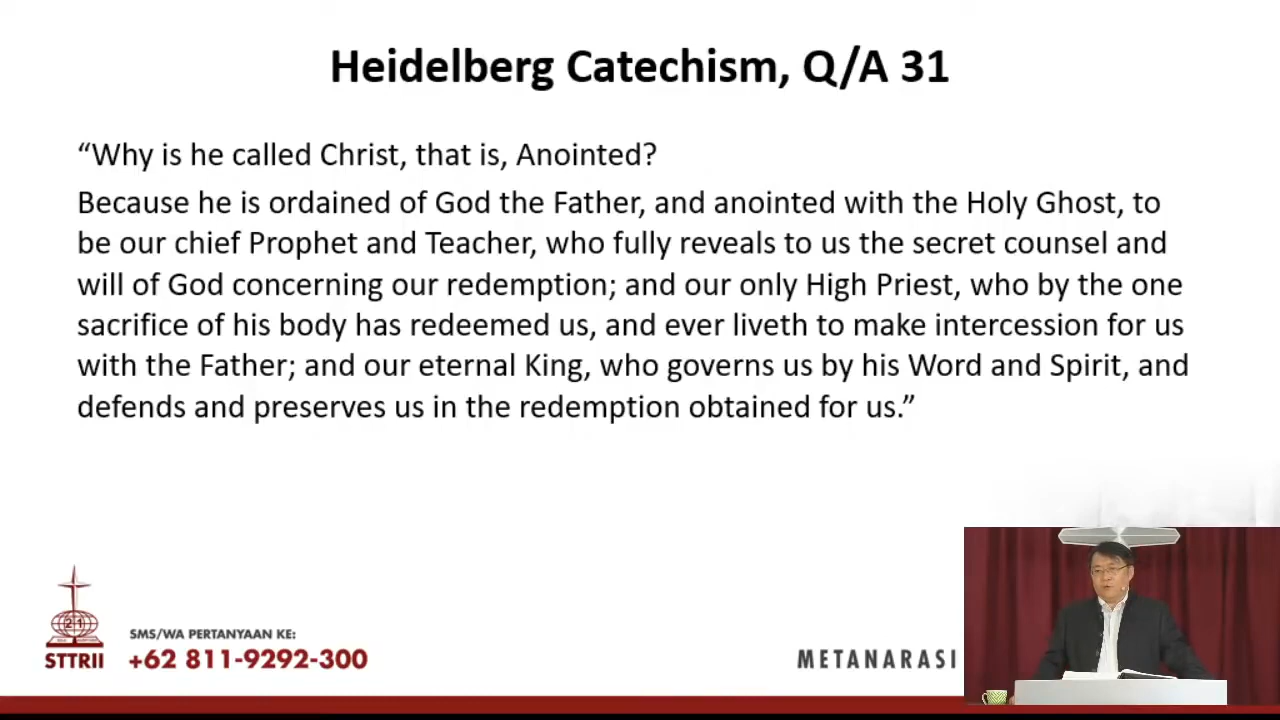 Heidelberg Catechism, Q/A 31
“Why is he called Christ, that is, Anointed?
Because he is ordained of God the Father, and anointed with the Holy Ghost, to
be our chief Prophet and Teacher, who fully reveals to us the secret counsel and
will of God concerning our redemption; and our only High Priest, who by the one
sacrifice of his body has redeemed us, and ever liveth to make intercession for us
with the Father; and our eternal King, who governs us by his Word and Spirit, and
defends and preserves us in the redemption obtained for us.”
21
STTRII
SMS/WA PERTANYAAN KE:
+62 811-9292-300
METANARASI